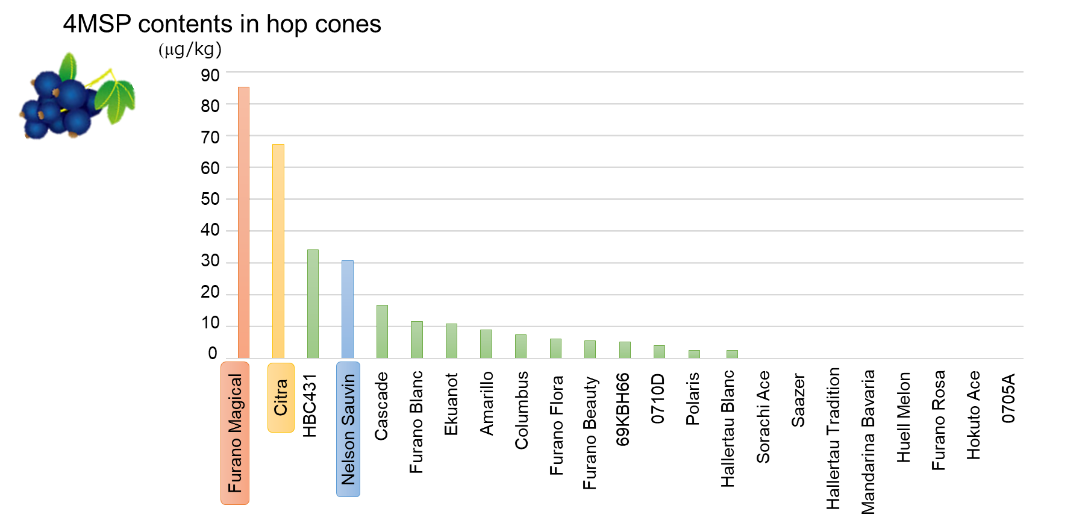 4MSP contents in hop cones
(μg/kg)
90
80
70
60
50
40
30
20
10
0
Furano Magical
Citra
HBC431
Nelson Sauvin
Cascade
Furano Blanc
Ekuanot
Amarillo
Columbus
Furano Flora
Furano Beauty
69KBH66
0710D
Polaris
Hallertau Blanc
Sorachi Ace
Saazer
Hallertau Tradition
Mandarina Bavaria
Huell Melon
Furano Rosa
Hokuto Ace
0705A